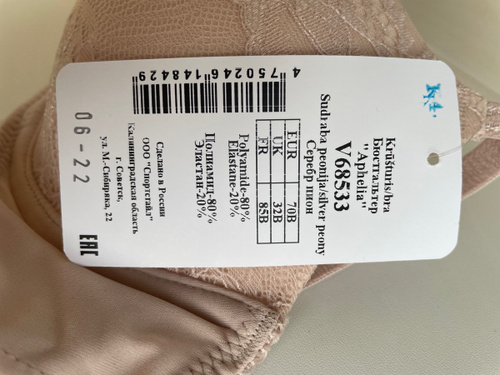 К4.
Krūšturis/bra
Бюстгальтер
"Aphelia"
V68533
Sudraba peonija/silver peony
Серебр пион
EUR 70B
UK 32B
FR 85B
Polyamide-80%
Elastane-20%
Полиамид-80%
Эластан-20%
4 750246 148429
Сделано в России
ООО "Спортстайл"
Калининградская область
г. Советск,
ул. М.-Сибиряка, 22
EAC
06-22